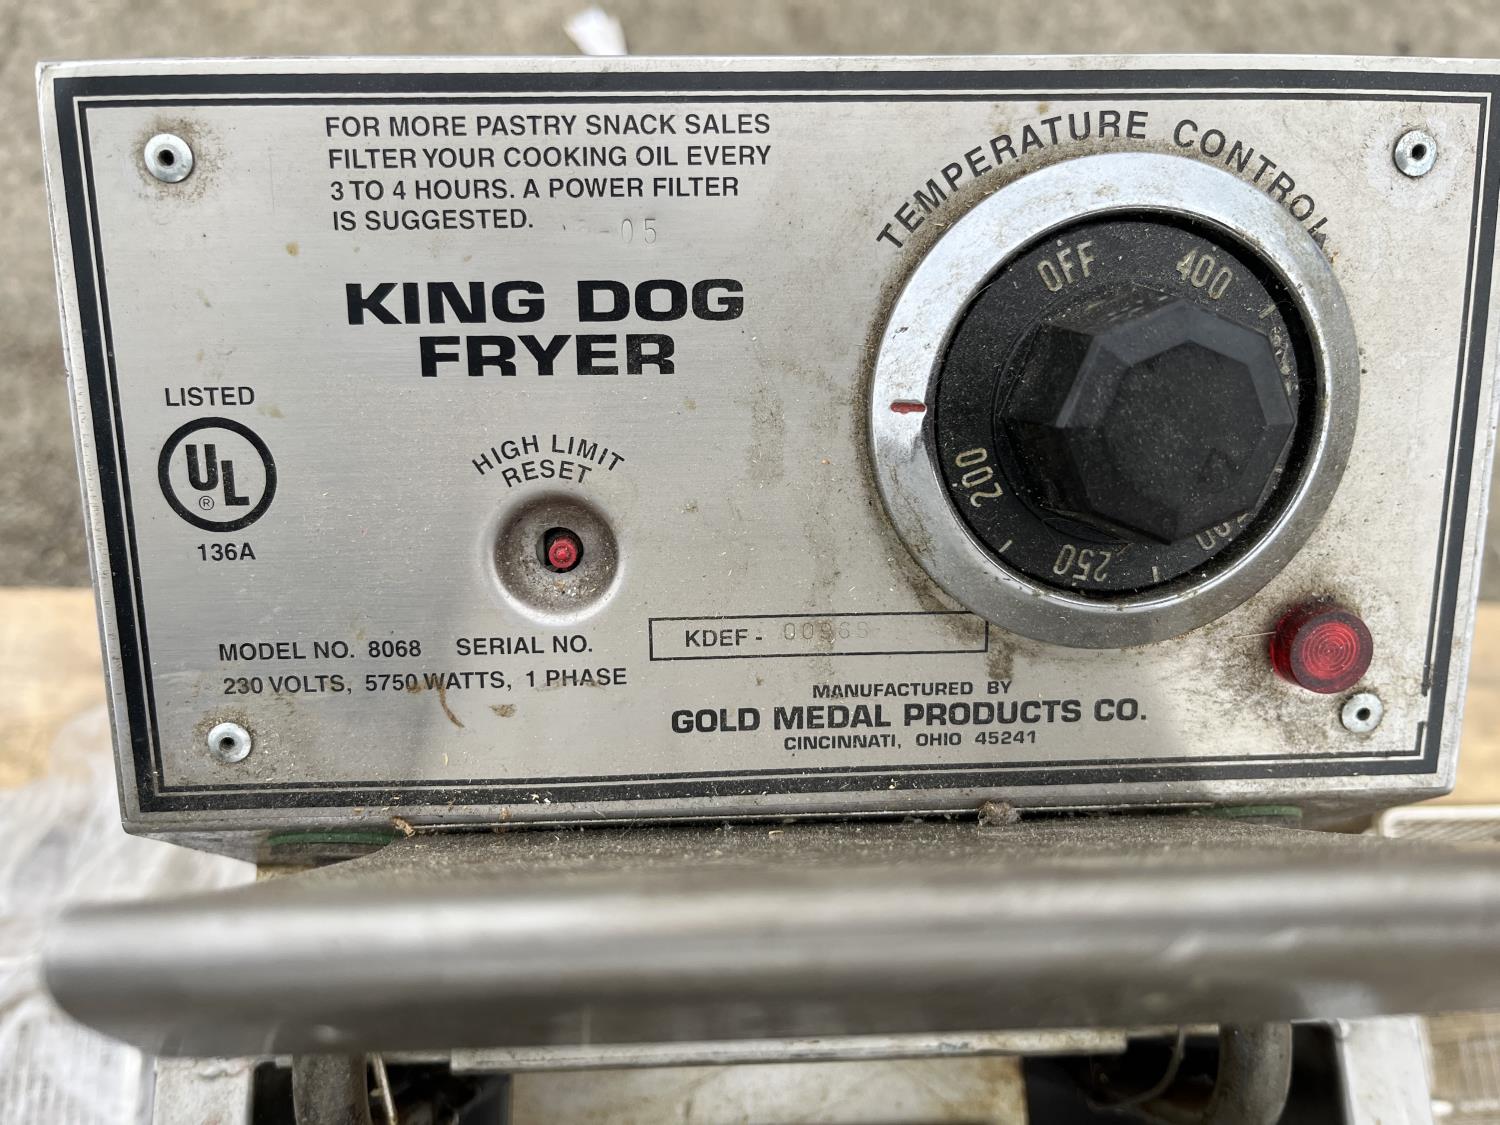 FOR MORE PASTRY SNACK SALES
FILTER YOUR COOKING OIL EVERY
3 TO 4 HOURS. A POWER FILTER
IS SUGGESTED.
-05
KING DOG
FRYER
LISTED
UL
®
136A
HIGH LIMIT
RESET
TEMPERATURE CONTROL
OFF
400
200
250
MODEL NO. 8068 SERIAL NO.
KDEF -
230 VOLTS, 5750 WATTS, 1 PHASE
MANUFACTURED BY
GOLD MEDAL PRODUCTS CO.
CINCINNATI, OHIO 45241